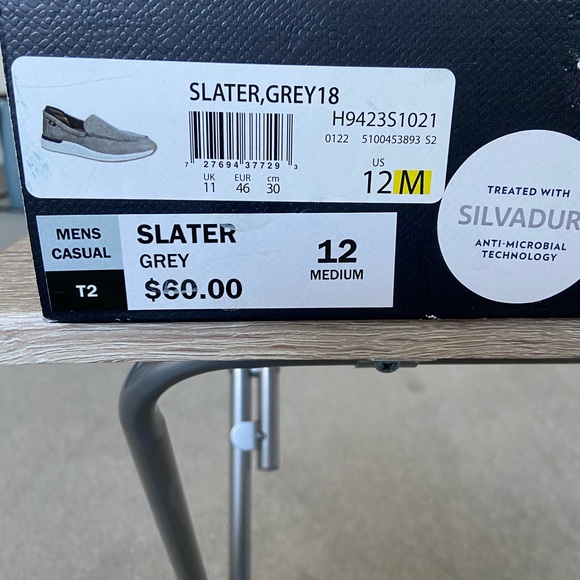 SLATER,GREY18
H9423S1021
0122 5100453893 S2
7 27694 37729 3
UK EUR cm
11 46 30
US
12 M
TREATED WITH
SILVADUR
ANTI-MICROBIAL
TECHNOLOGY
MENS
CASUAL
T2
SLATER
GREY
$60.00
12
MEDIUM